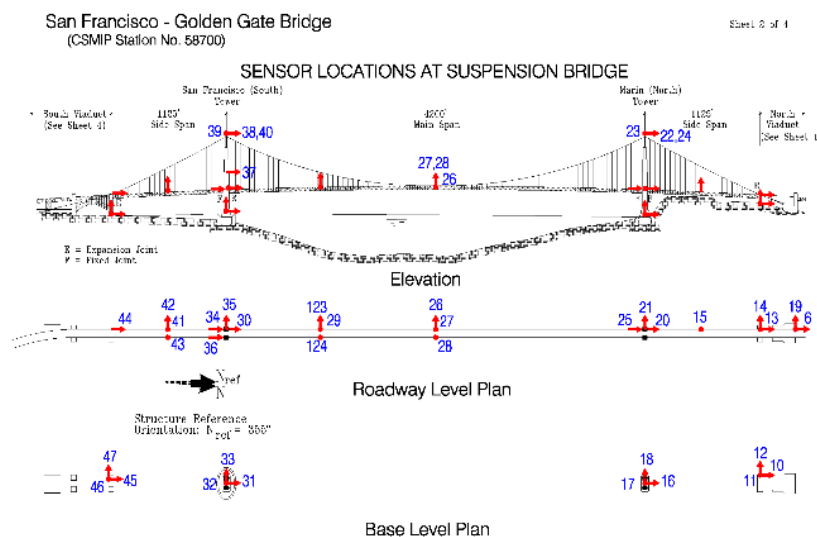 San Francisco - Golden Gate Bridge
(CSMIP Station No. 58700)
Sheet 2 of 4
SENSOR LOCATIONS AT SUSPENSION BRIDGE
San Francisco (South)
Tower
Marin (North)
Tower
South Viaduct
(See Sheet 4)
Side Span
4200'
Main Span
Side Span
North
Viaduct
(See Sheet
39 38,40
23 22,24
37
27,28
26
E = Expansion Joint
F = Fixed Joint
Elevation
44 42 41 43 34 35 30 36 123 29 124 26 27 28 25 21 20 15 14 13 19 6
Nref
Roadway Level Plan
Structure Reference
Orientation: Nref = 355°
47 46 45 33 32 31 18 17 16 12 11 10
Base Level Plan